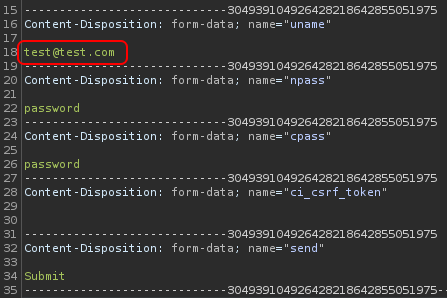 15 -----------------------------304939104926428218642855051975
16 Content-Disposition: form-data; name="uname"
17
18 test@test.com
19 -----------------------------304939104926428218642855051975
20 Content-Disposition: form-data; name="npass"
21
22 password
23 -----------------------------304939104926428218642855051975
24 Content-Disposition: form-data; name="cpass"
25
26 password
27 -----------------------------304939104926428218642855051975
28 Content-Disposition: form-data; name="ci_csrf_token"
29
30
31 -----------------------------304939104926428218642855051975
32 Content-Disposition: form-data; name="send"
33
34 Submit
35 -----------------------------304939104926428218642855051975--